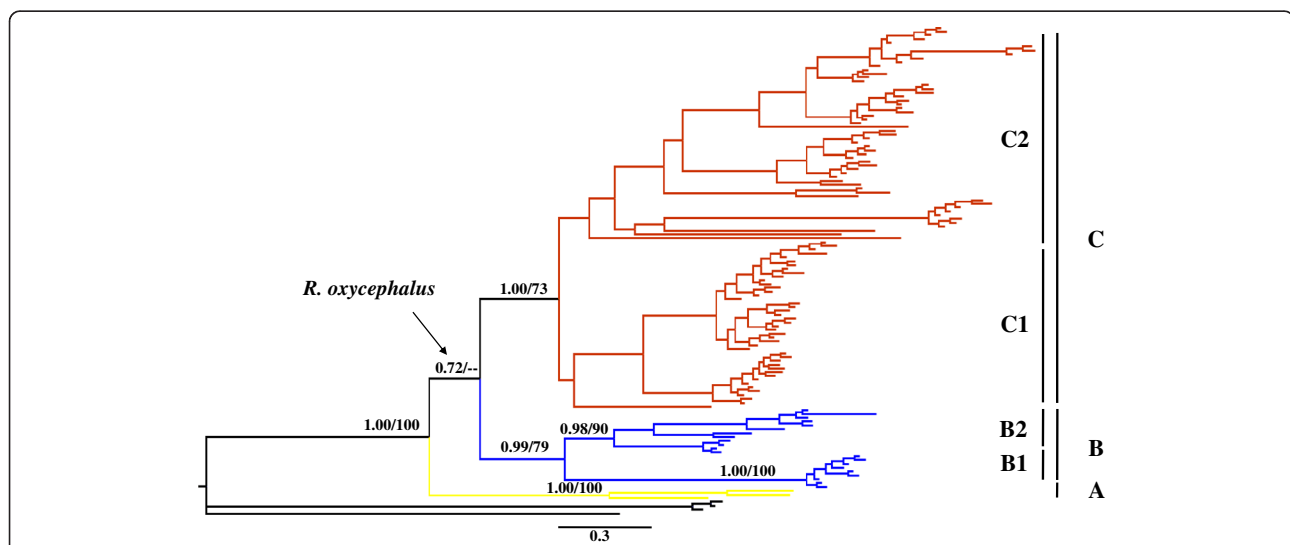 C2
C
R. oxycephalus
1.00/73
C1
0.72/--
1.00/100
0.98/90
B2
0.99/79
B
1.00/100
B1
1.00/100
A
0.3